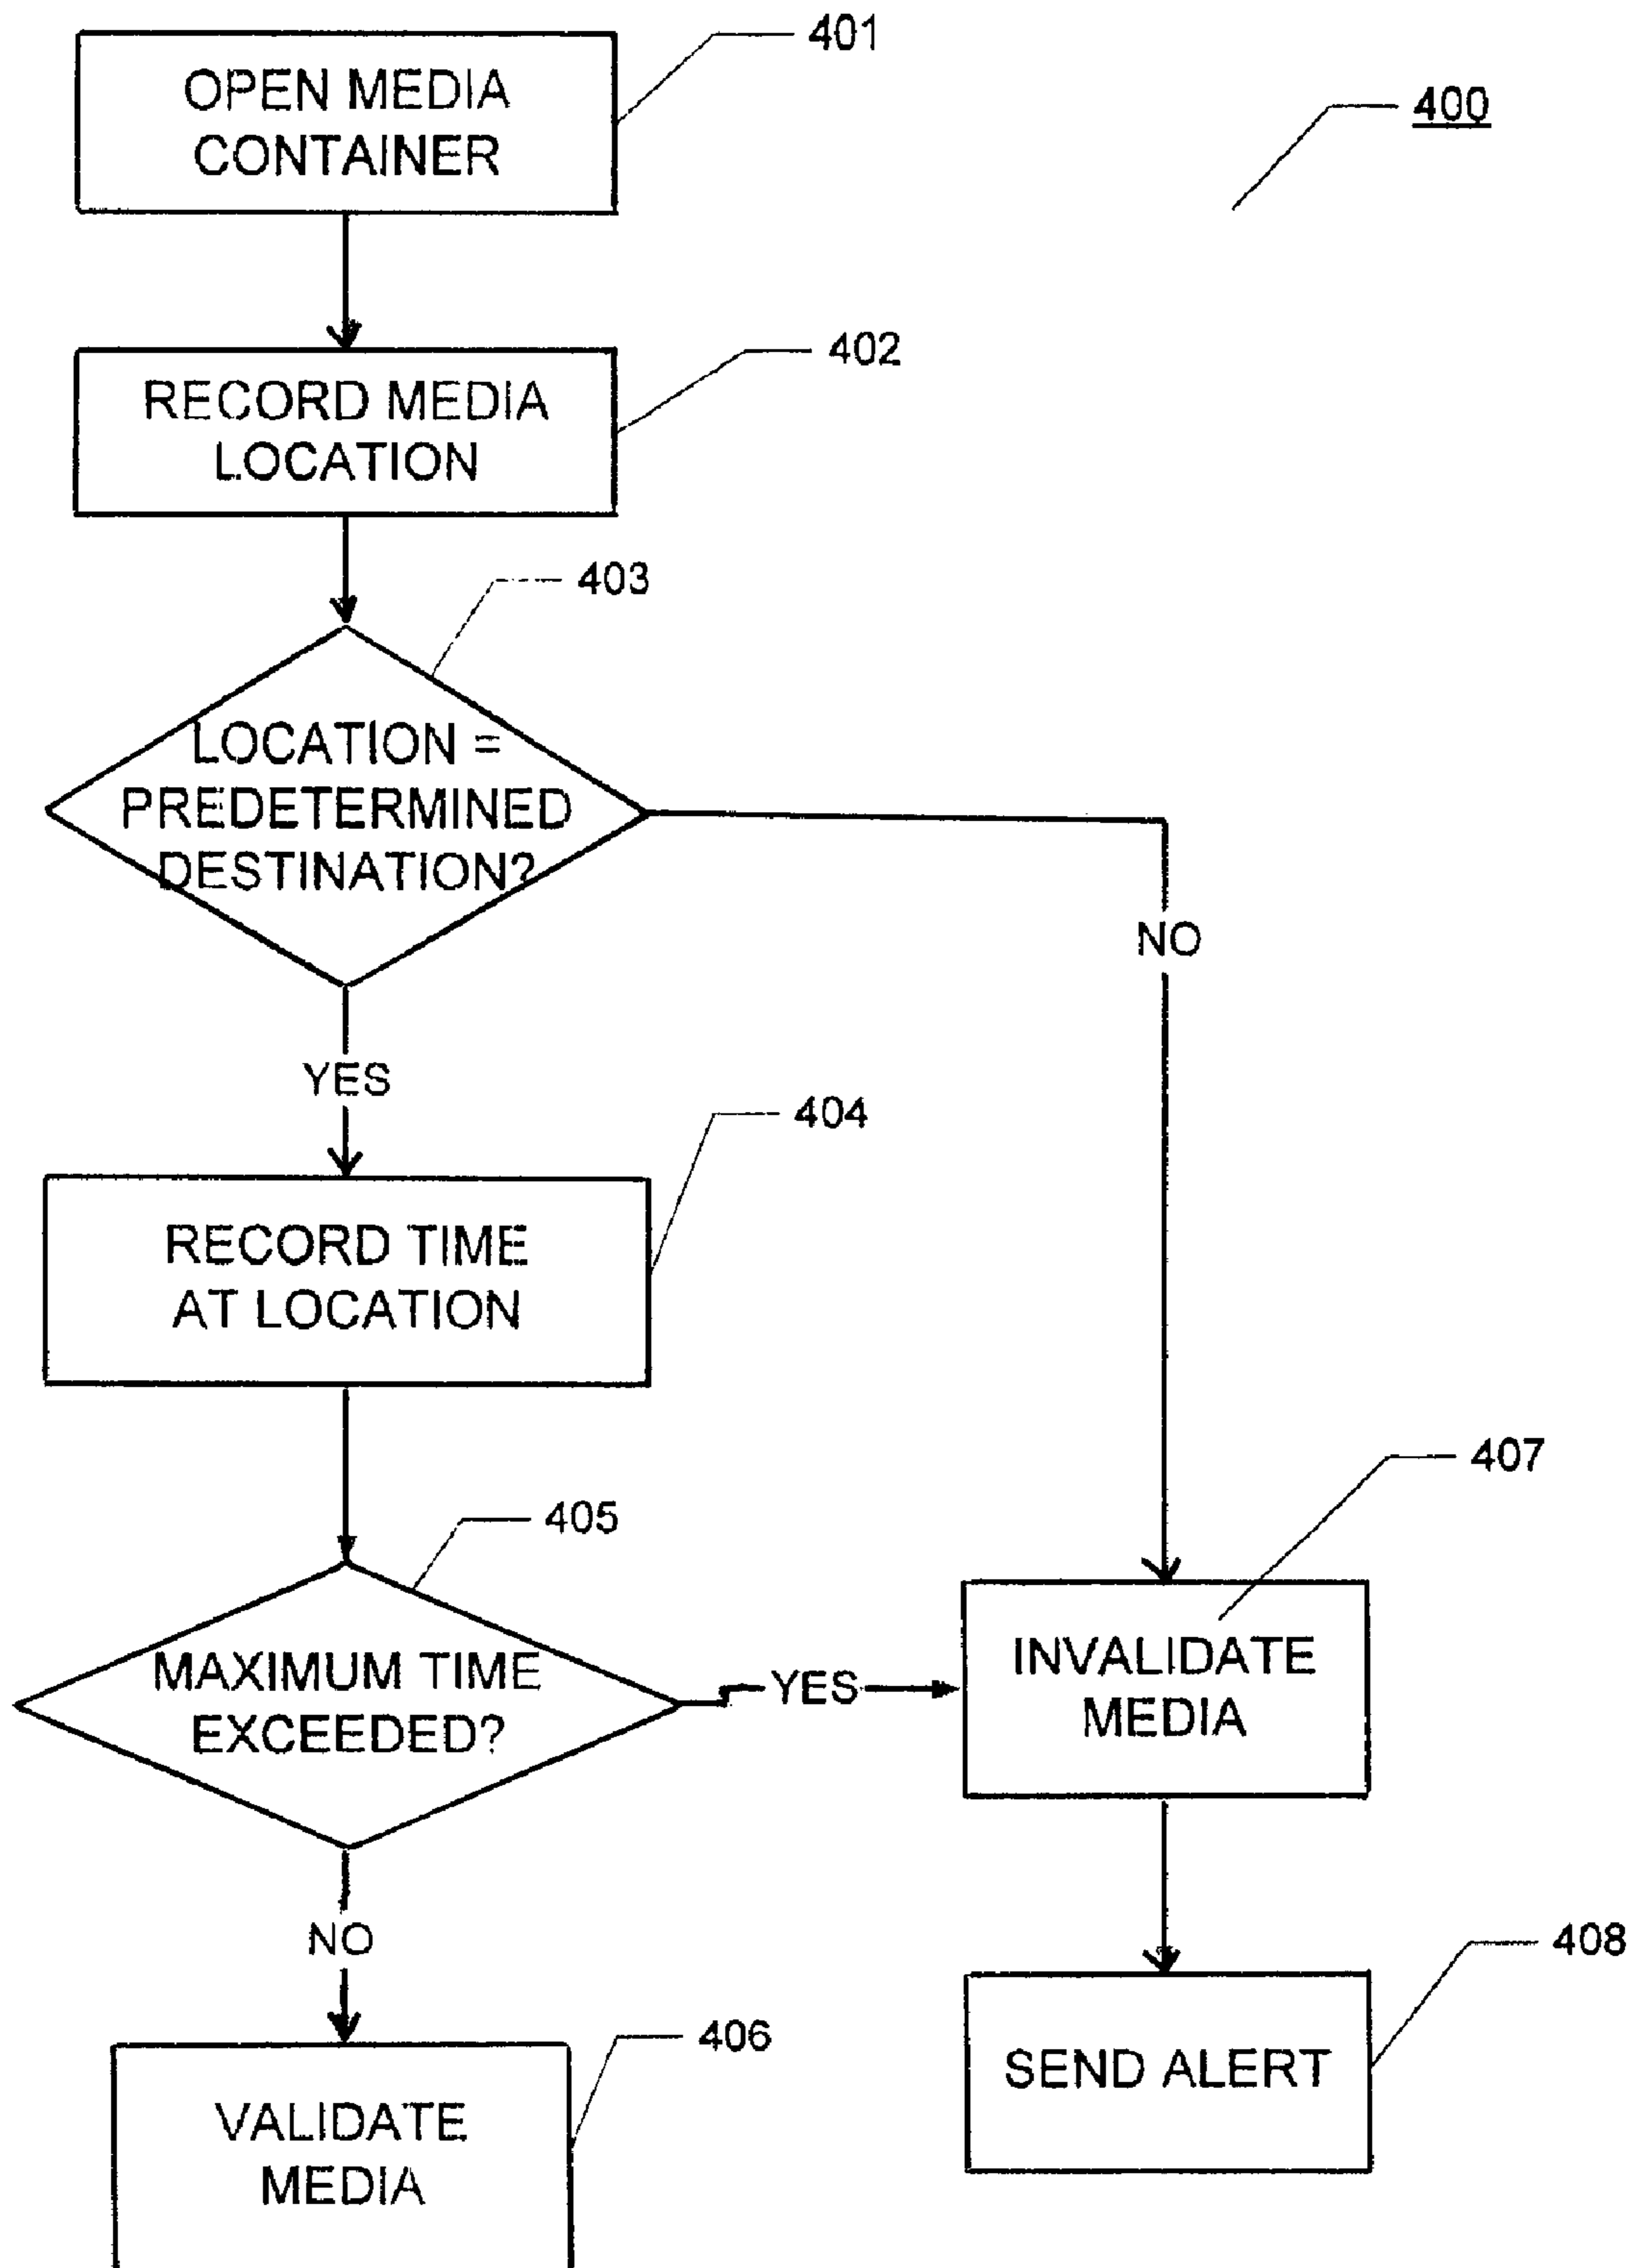 401
OPEN MEDIA
CONTAINER
400
402
RECORD MEDIA
LOCATION
403
LOCATION =
PREDETERMINED
DESTINATION?
NO
YES
404
RECORD TIME
AT LOCATION
407
405
INVALIDATE
MEDIA
MAXIMUM TIME
EXCEEDED?
YES
NO
408
406
SEND ALERT
VALIDATE
MEDIA